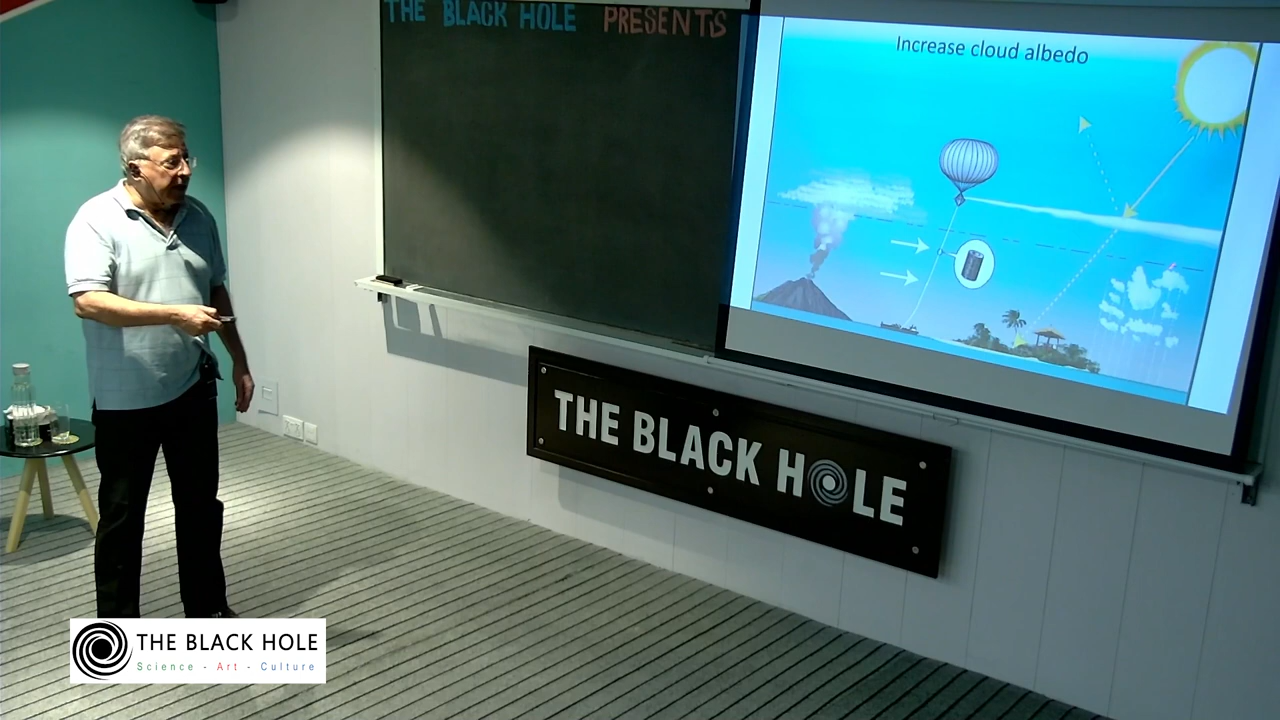 THE BLACK HOLE PRESENTS
Increase cloud albedo
THE BLACK HOLE
THE BLACK HOLE
Science - Art - Culture